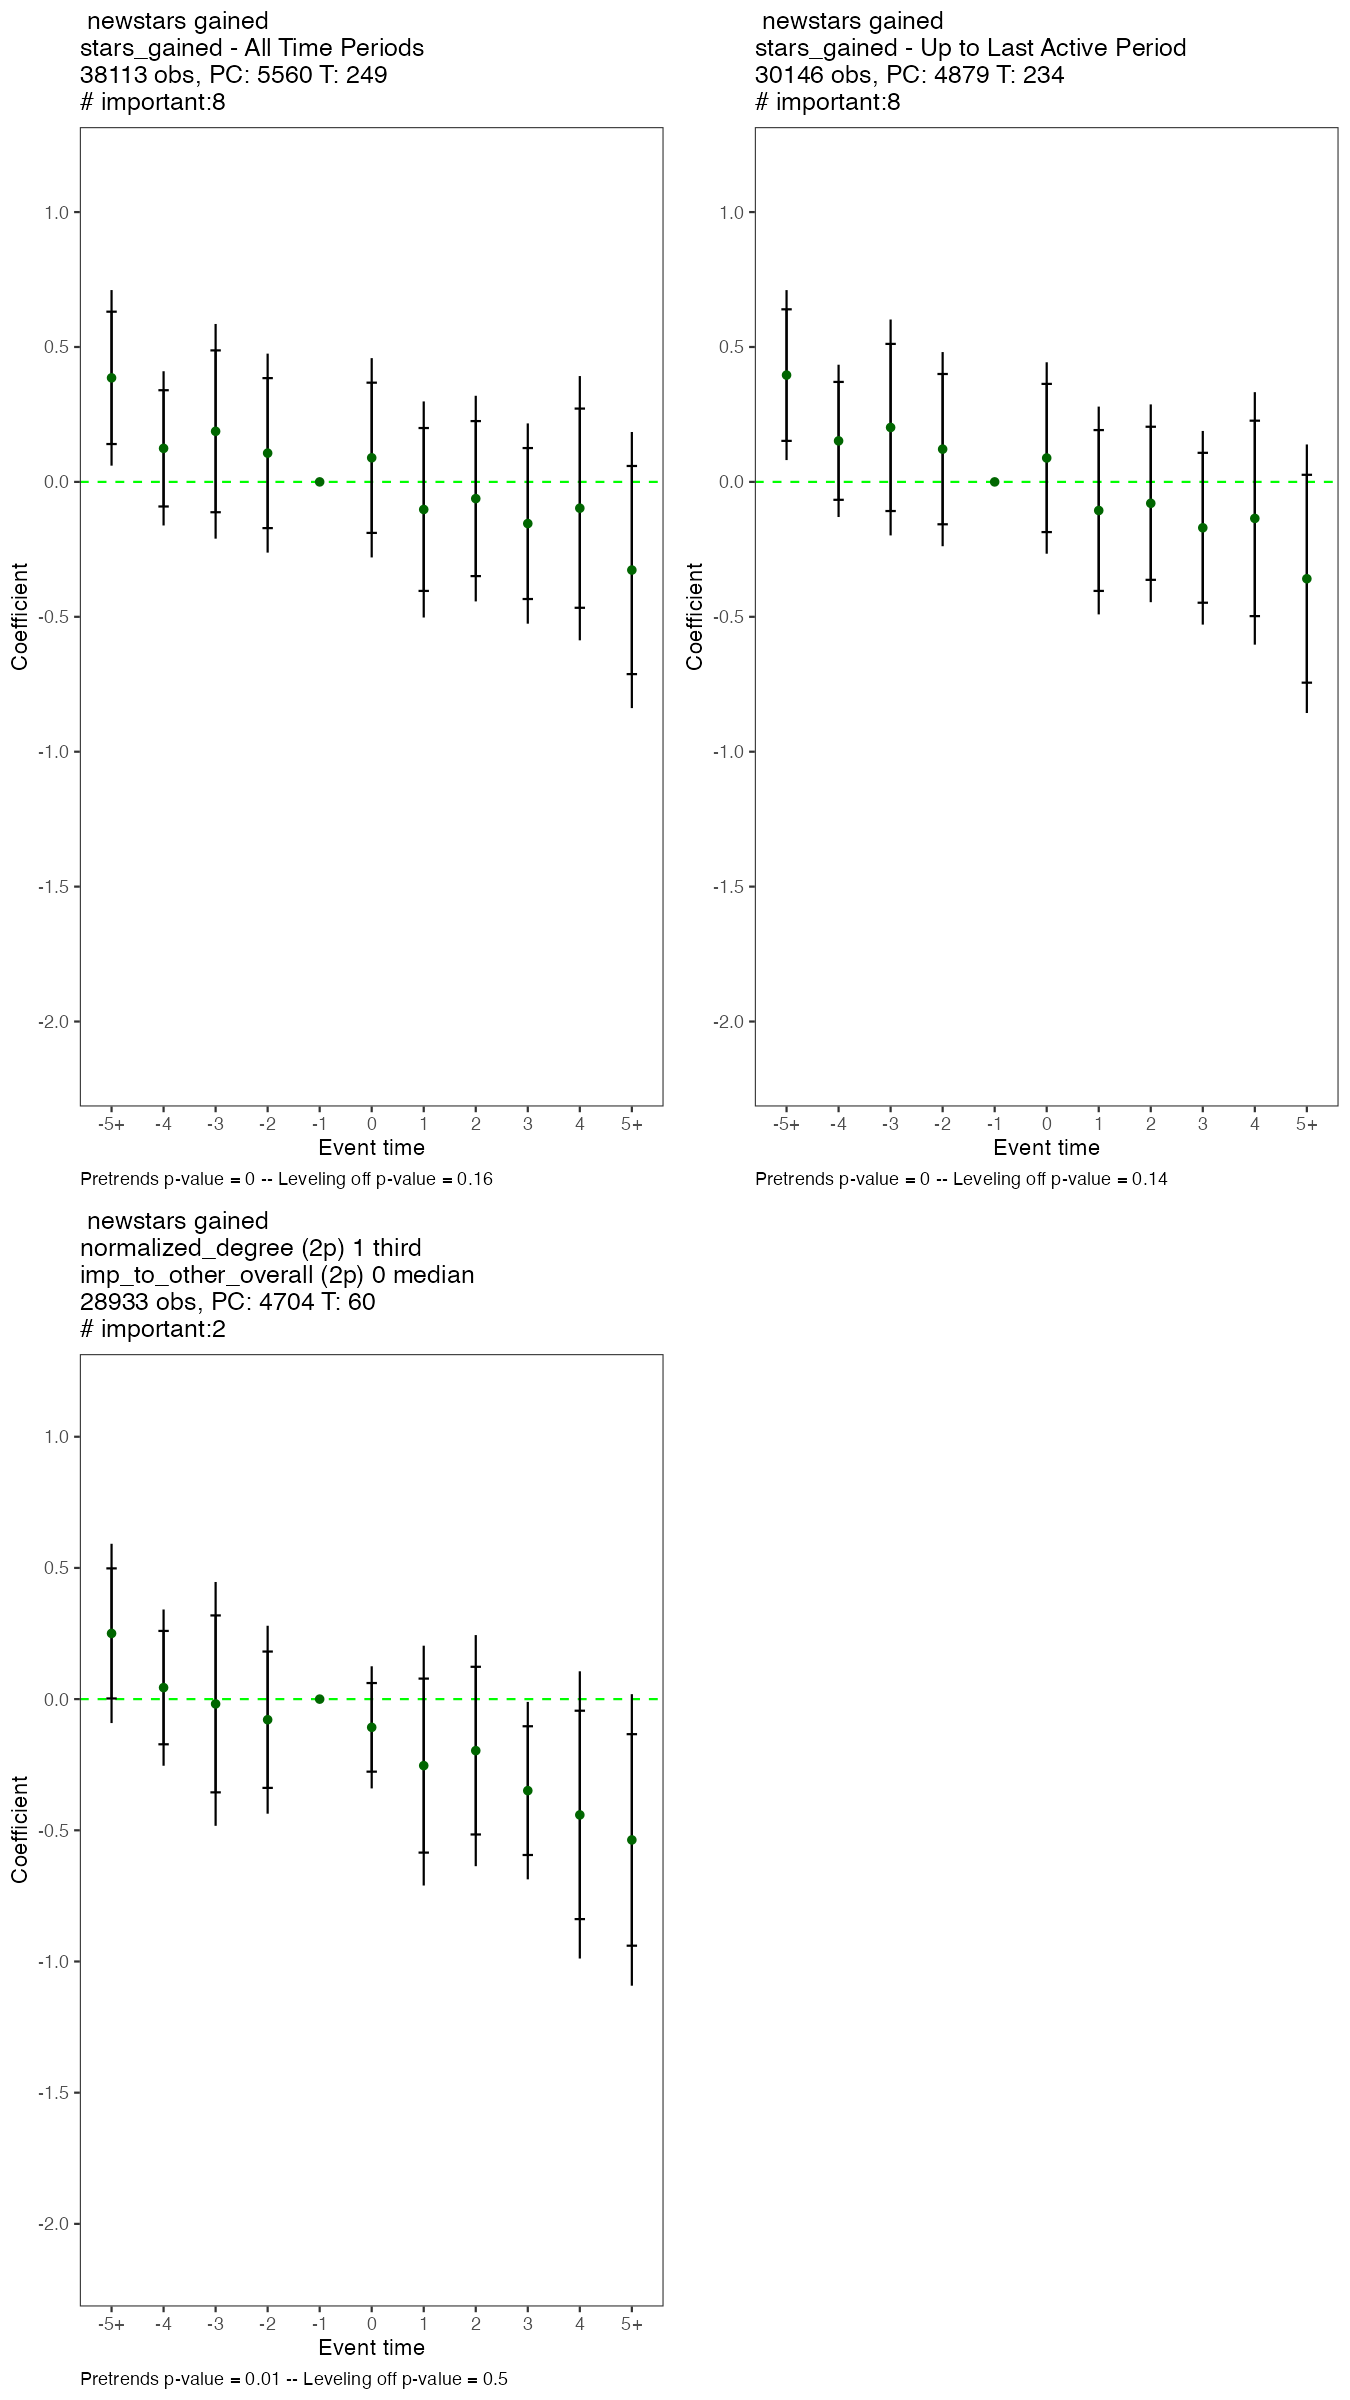 newstars gained
stars_gained - All Time Periods
38113 obs, PC: 5560 T: 249
# important:8
1.0
0.5
0.0
-0.5
-1.0
-1.5
-2.0
Coefficient
-5+ -4 -3 -2 -1 0 1 2 3 4 5+
Event time
Pretrends p-value = 0 -- Leveling off p-value = 0.16
newstars gained
stars_gained - Up to Last Active Period
30146 obs, PC: 4879 T: 234
# important:8
1.0
0.5
0.0
-0.5
-1.0
-1.5
-2.0
Coefficient
-5+ -4 -3 -2 -1 0 1 2 3 4 5+
Event time
Pretrends p-value = 0 -- Leveling off p-value = 0.14
newstars gained
normalized_degree (2p) 1 third
imp_to_other_overall (2p) 0 median
28933 obs, PC: 4704 T: 60
# important:2
1.0
0.5
0.0
-0.5
-1.0
-1.5
-2.0
Coefficient
-5+ -4 -3 -2 -1 0 1 2 3 4 5+
Event time
Pretrends p-value = 0.01 -- Leveling off p-value = 0.5